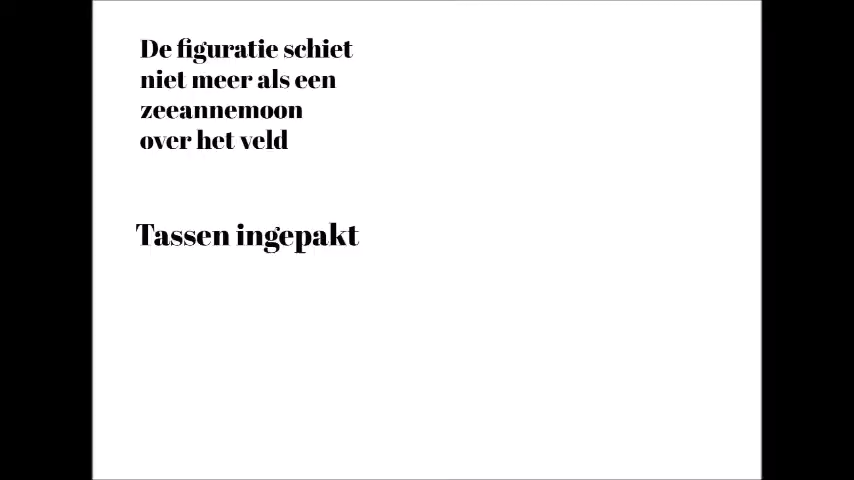 De figuratie schiet
niet meer als een
zeeannemoon
over het veld
Tassen ingepakt